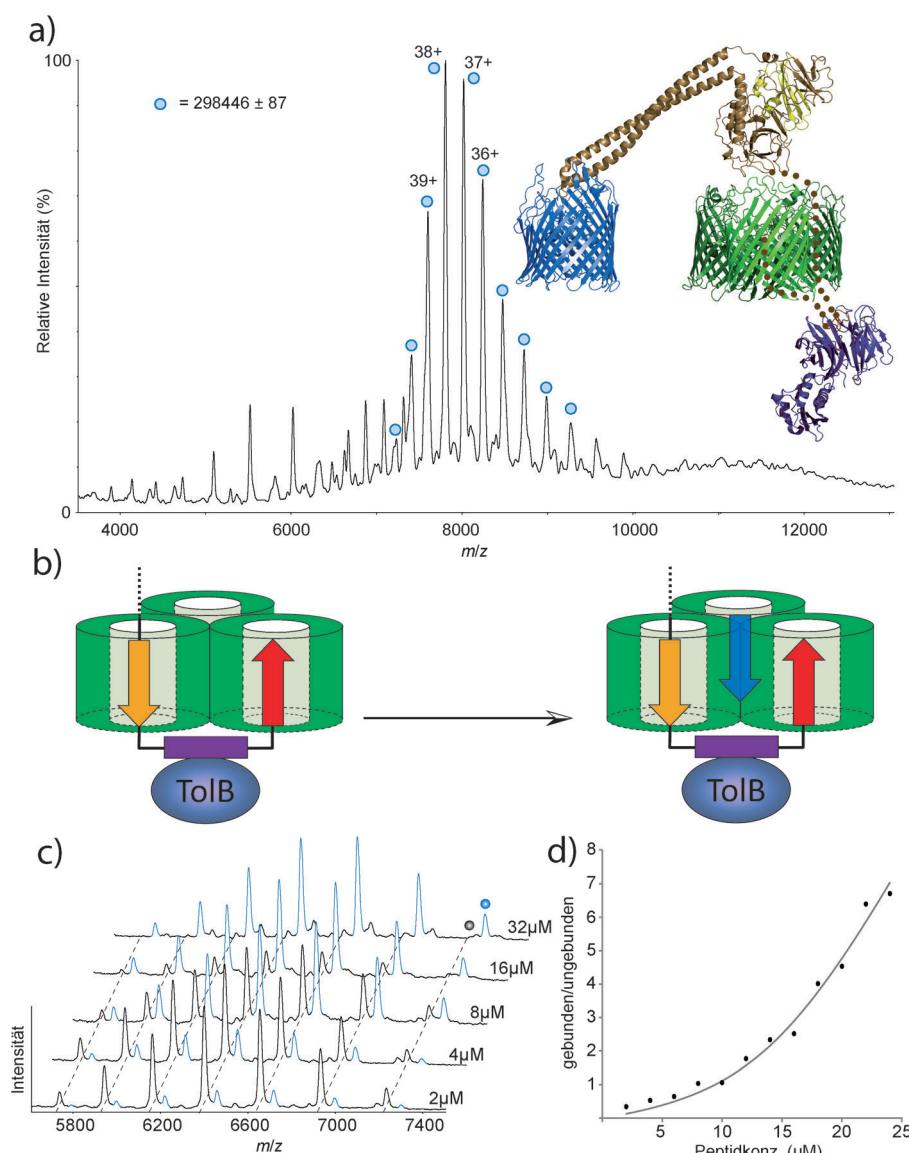 a)
100
38+
37+
= 298446 ± 87
36+
39+
Relative Intensität (%)
0
4000 6000 8000 10000 12000
m/z
b)
TolB
TolB
c)
32µM
16µM
8µM
4µM
2µM
Intensität
5800 6200 6600 7000 7400
m/z
d)
8
7
6
5
4
3
2
1
gebunden/ungebunden
5 10 15 20 25
Peptidkonz. (µM)